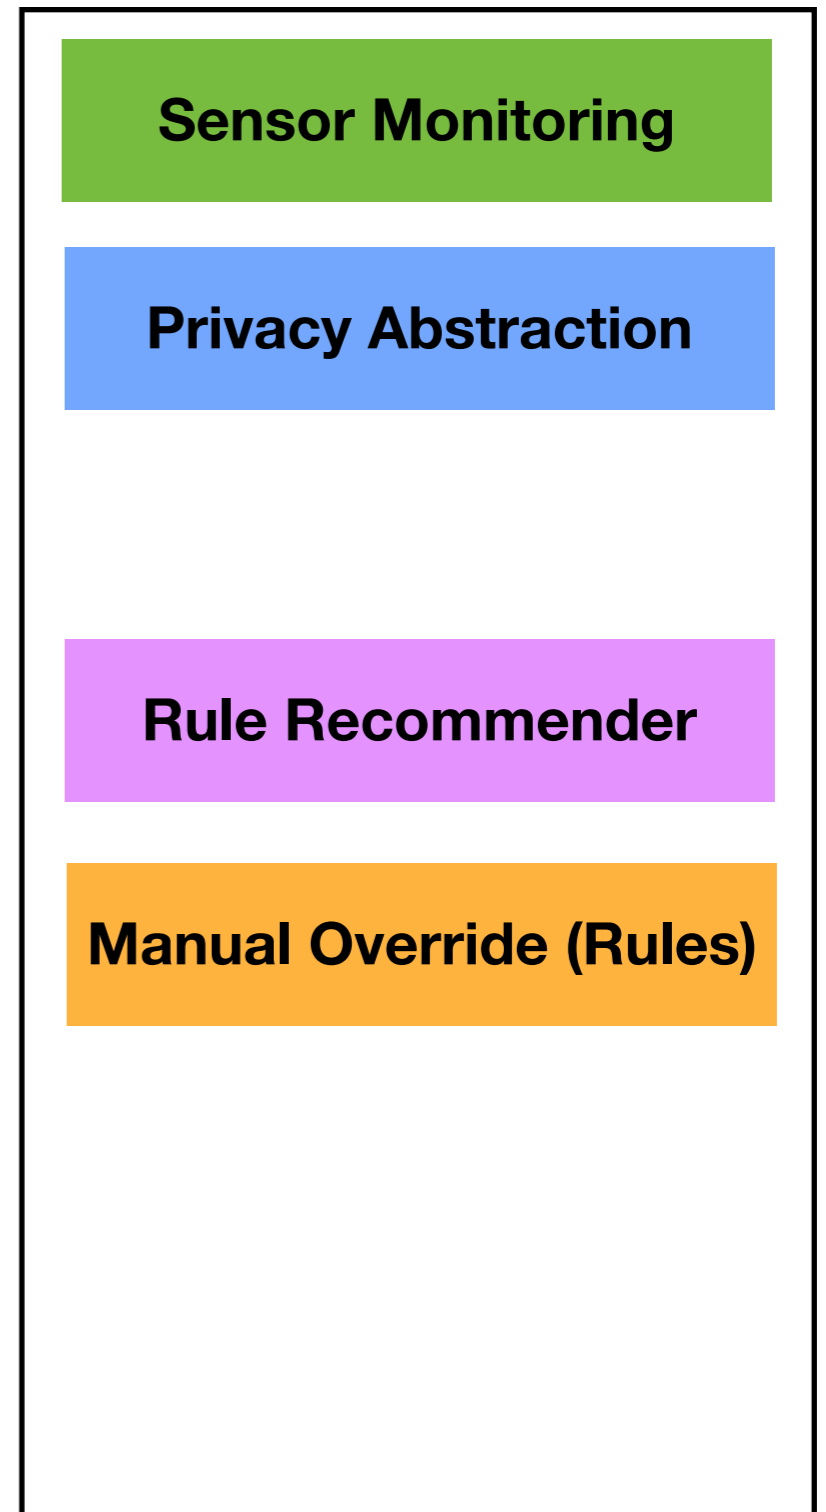 Sensor Monitoring
Privacy Abstraction
Rule Recommender
Manual Override (Rules)